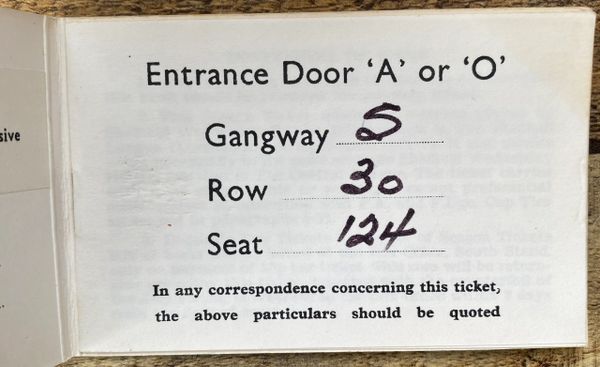 Entrance Door ‘A’ or ‘O’
Gangway S
Row 30
Seat 124
In any correspondence concerning this ticket,
the above particulars should be quoted